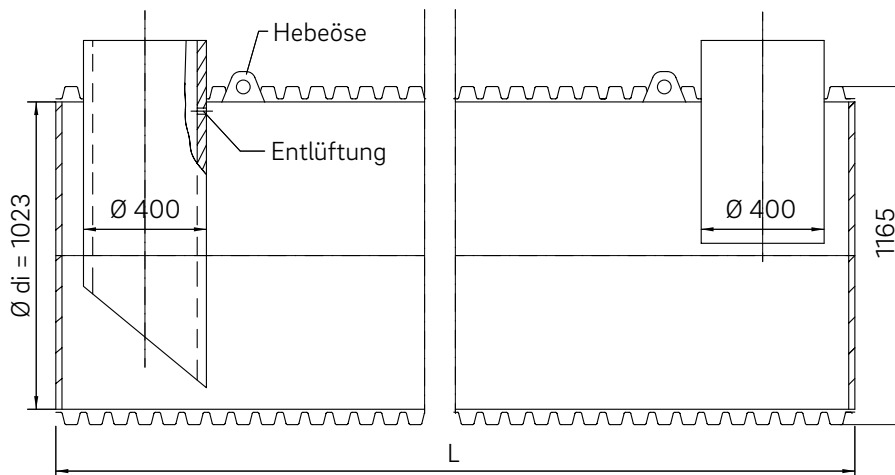 Hebeöse
Entlüftung
Ø 400
Ø 400
Ø di = 1023
1165
L